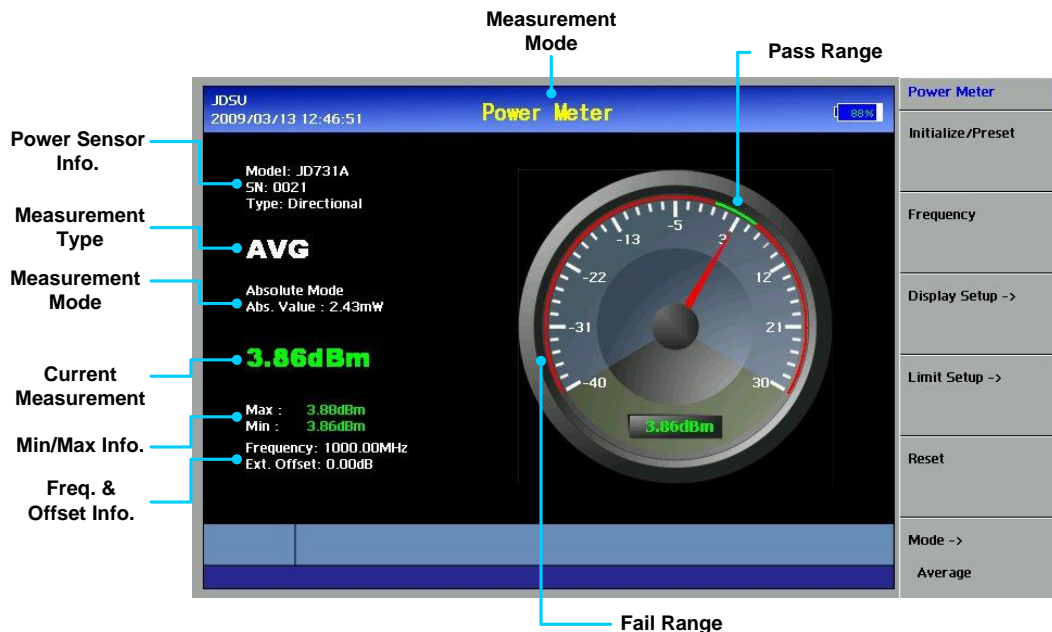 Measurement
Mode
Pass Range
JDSU
2009/03/13 12:46:51
Power Meter
88%
Power Meter
Initialize/Preset
Frequency
Display Setup ->
Limit Setup ->
Reset
Mode ->
Average
Power Sensor
Info.
Model: JD731A
SN: 0021
Type: Directional
Measurement
Type
AVG
Measurement
Mode
Absolute Mode
Abs. Value : 2.43mW
Current
Measurement
3.86dBm
Min/Max Info.
Max : 3.88dBm
Min : 3.86dBm
Freq. &
Offset Info.
Frequency: 1000.00MHz
Ext. Offset: 0.00dB
-40
-31
-22
-13
-5
3
12
21
30
3.86dBm
Fail Range